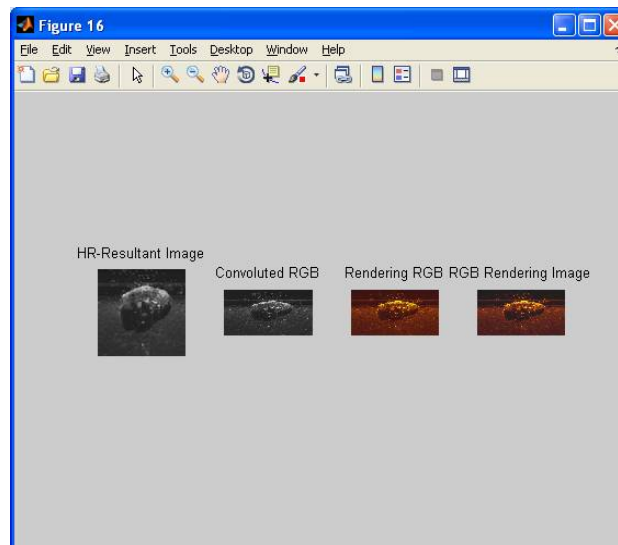 Figure 16
File Edit View Insert Tools Desktop Window Help
HR-Resultant Image
Convoluted RGB
Rendering RGB
RGB Rendering Image